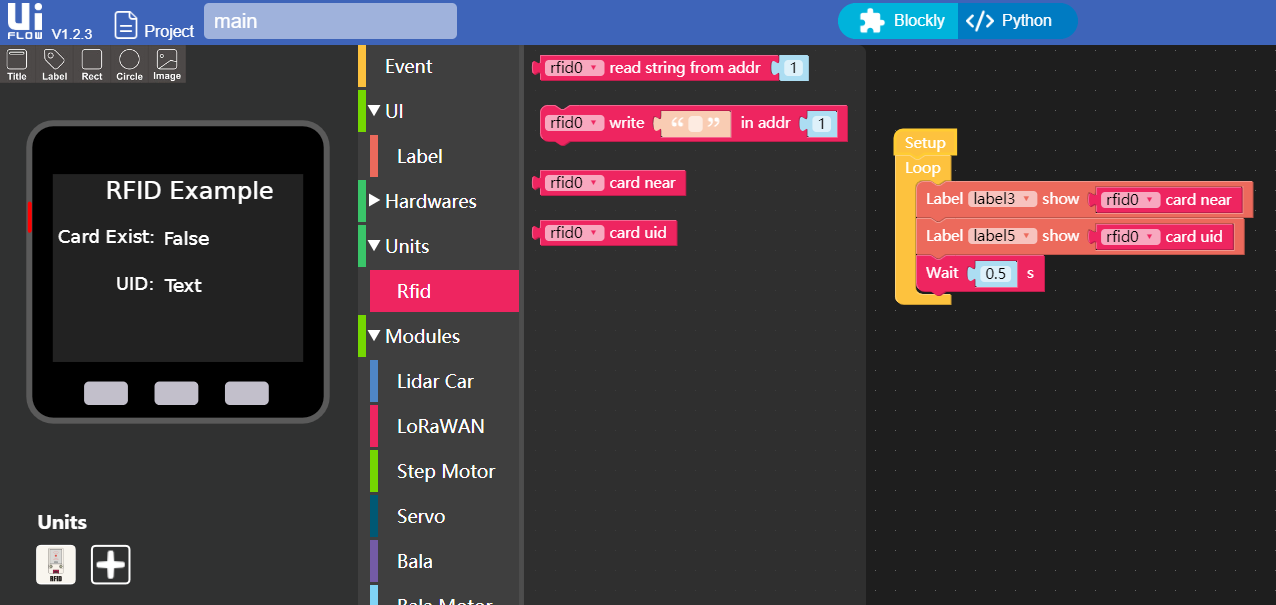 Ui
FLOW V1.2.3
Project
main
Blockly
</> Python
Title Label Rect Circle Image
RFID Example
Card Exist: False
UID: Text
Units
RFID
Event
UI
Label
Hardwares
Units
Rfid
Modules
Lidar Car
LoRaWAN
Step Motor
Servo
Bala
Bala Motor
rfid0 read string from addr 1
rfid0 write “ ” in addr 1
rfid0 card near
rfid0 card uid
Setup
Loop
Label label3 show rfid0 card near
Label label5 show rfid0 card uid
Wait 0.5 s